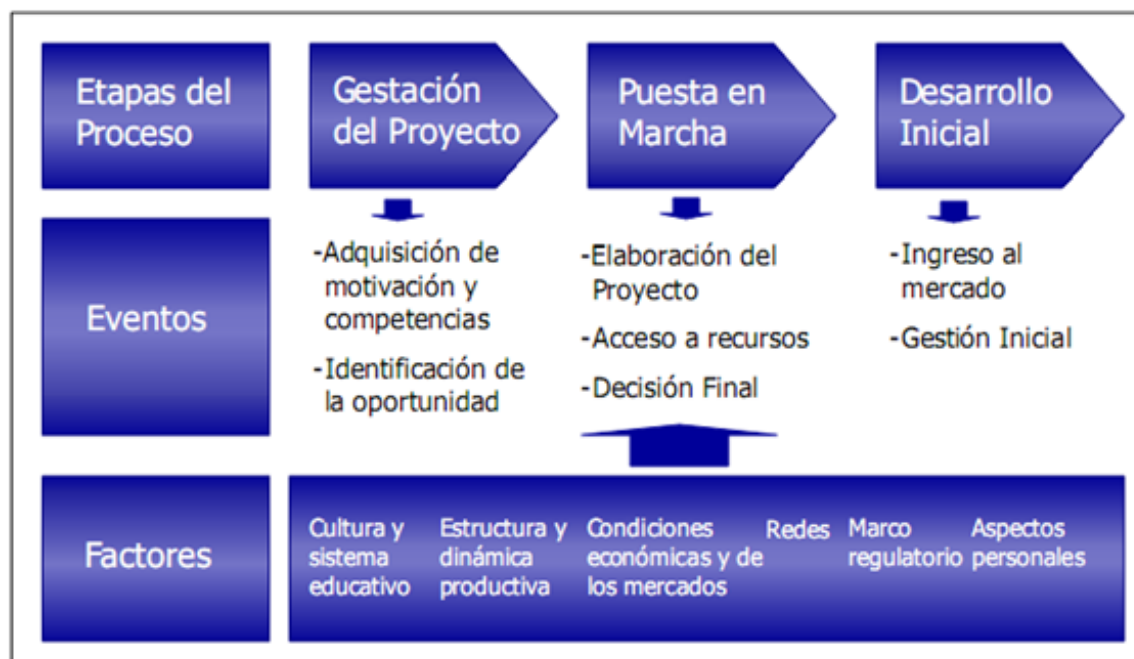 Etapas del
Proceso
Gestación
del Proyecto
Puesta en
Marcha
Desarrollo
Inicial
Eventos
-Adquisición de
motivación y
competencias
-Identificación de
la oportunidad
-Elaboración del
Proyecto
-Acceso a recursos
-Decisión Final
-Ingreso al
mercado
-Gestión Inicial
Factores
Cultura y
sistema
educativo
Estructura y
dinámica
productiva
Condiciones
económicas y de
los mercados
Redes
Marco
regulatorio
Aspectos
personales